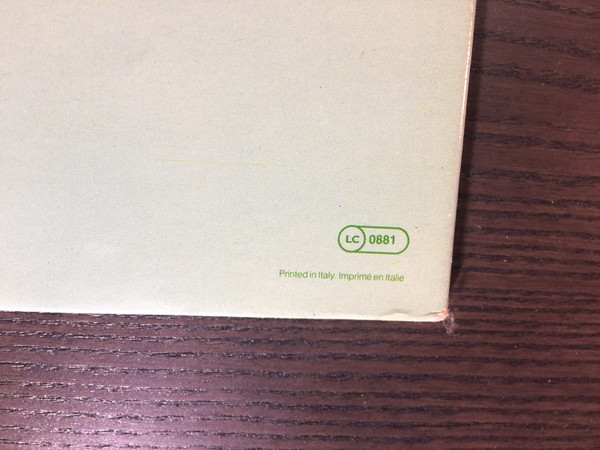 LC 0881
Printed in Italy. Imprimé en Italie